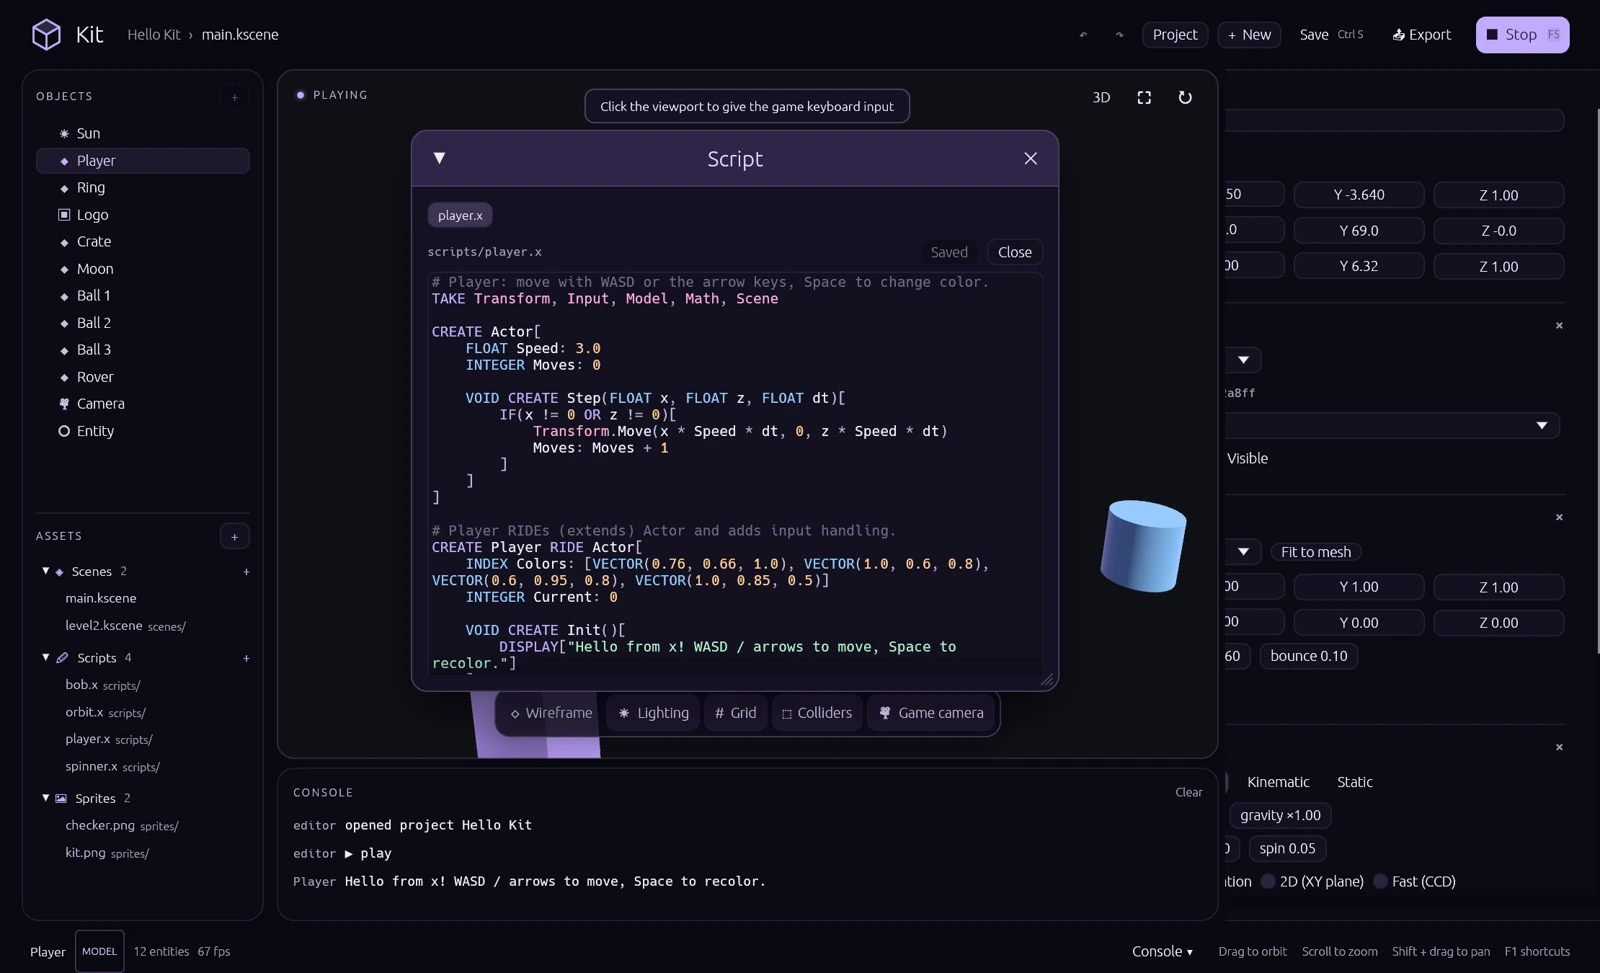 Kit
Hello Kit › main.kscene
Project
+ New
Save Ctrl S
Export
Stop F5
OBJECTS
+
Sun
Player
Ring
Logo
Crate
Moon
Ball 1
Ball 2
Ball 3
Rover
Camera
Entity
ASSETS
+
Scenes 2 +
main.kscene
level2.kscene scenes/
Scripts 4 +
bob.x scripts/
orbit.x scripts/
player.x scripts/
spinner.x scripts/
Sprites 2
checker.png sprites/
kit.png sprites/
PLAYING
Click the viewport to give the game keyboard input
3D
Script
player.x
scripts/player.x
Saved
Close
# Player: move with WASD or the arrow keys, Space to change color.
TAKE Transform, Input, Model, Math, Scene
CREATE Actor[
FLOAT Speed: 3.0
INTEGER Moves: 0
VOID CREATE Step(FLOAT x, FLOAT z, FLOAT dt)[
IF(x != 0 OR z != 0)[
Transform.Move(x * Speed * dt, 0, z * Speed * dt)
Moves: Moves + 1
]
]
]
# Player RIDEs (extends) Actor and adds input handling.
CREATE Player RIDE Actor[
INDEX Colors: [VECTOR(0.76, 0.66, 1.0), VECTOR(1.0, 0.6, 0.8),
VECTOR(0.6, 0.95, 0.8), VECTOR(1.0, 0.85, 0.5)]
INTEGER Current: 0
VOID CREATE Init()[
DISPLAY["Hello from x! WASD / arrows to move, Space to
recolor."]
Wireframe
Lighting
# Grid
Colliders
Game camera
CONSOLE
Clear
editor opened project Hello Kit
editor ▶ play
Player Hello from x! WASD / arrows to move, Space to recolor.
50 Y -3.640 Z 1.00
.0 Y 69.0 Z -0.0
00 Y 6.32 Z 1.00
a8ff
Visible
Fit to mesh
00 Y 1.00 Z 1.00
00 Y 0.00 Z 0.00
60 bounce 0.10
Kinematic Static
gravity ×1.00
spin 0.05
tion 2D (XY plane) Fast (CCD)
Player MODEL 12 entities 67 fps
Console ▾ Drag to orbit Scroll to zoom Shift + drag to pan F1 shortcuts